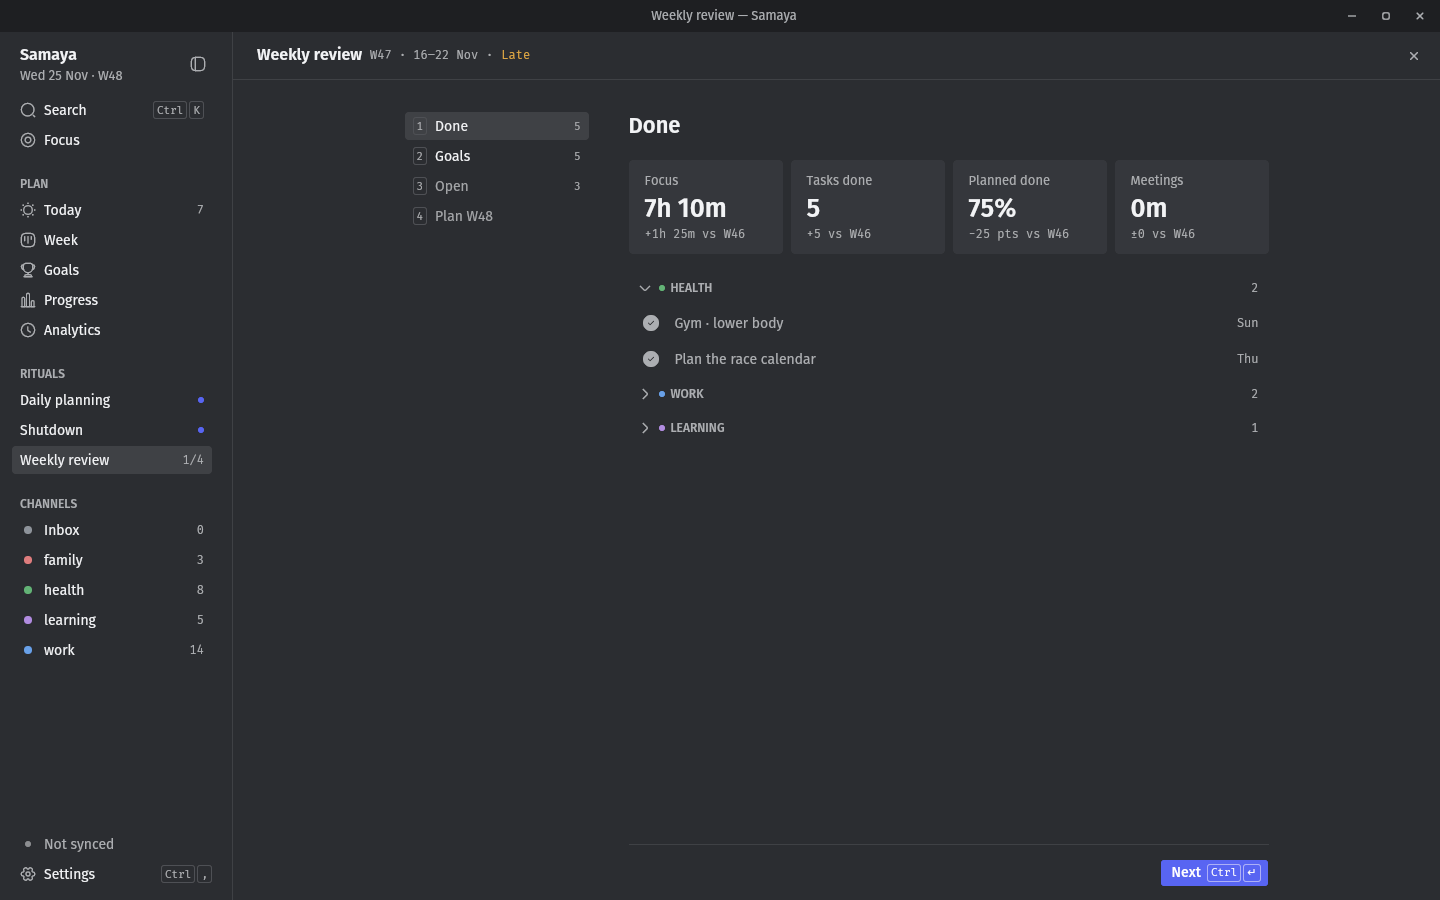 Weekly review — Samaya
Samaya
Wed 25 Nov · W48
Search Ctrl K
Focus
PLAN
Today 7
Week
Goals
Progress
Analytics
RITUALS
Daily planning
Shutdown
Weekly review 1/4
CHANNELS
Inbox 0
family 3
health 8
learning 5
work 14
Not synced
Settings Ctrl ,
Weekly review W47 · 16–22 Nov · Late
1 Done 5
2 Goals 5
3 Open 3
4 Plan W48
Done
Focus
7h 10m
+1h 25m vs W46
Tasks done
5
+5 vs W46
Planned done
75%
−25 pts vs W46
Meetings
0m
±0 vs W46
HEALTH 2
Gym · lower body Sun
Plan the race calendar Thu
WORK 2
LEARNING 1
Next Ctrl ↵